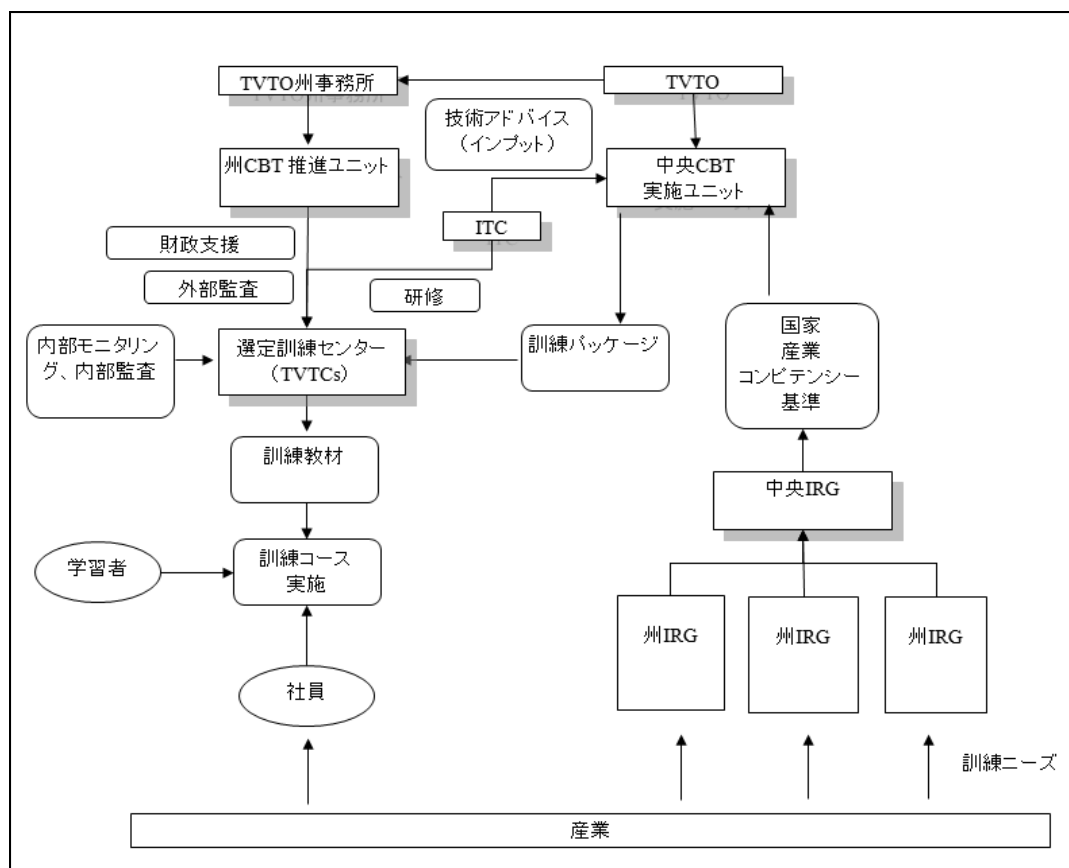 TVTO州事務所
TVTO
技術アドバイス
（インプット）
州CBT 推進ユニット
中央CBT
実施ユニット
ITC
財政支援
外部監査
研修
国家
産業
コンピテンシー
基準
内部モニタリン
グ、内部監査
選定訓練センター
（TVTCs）
訓練パッケージ
訓練教材
中央IRG
学習者
訓練コース
実施
州IRG
州IRG
州IRG
社員
訓練ニーズ
産業